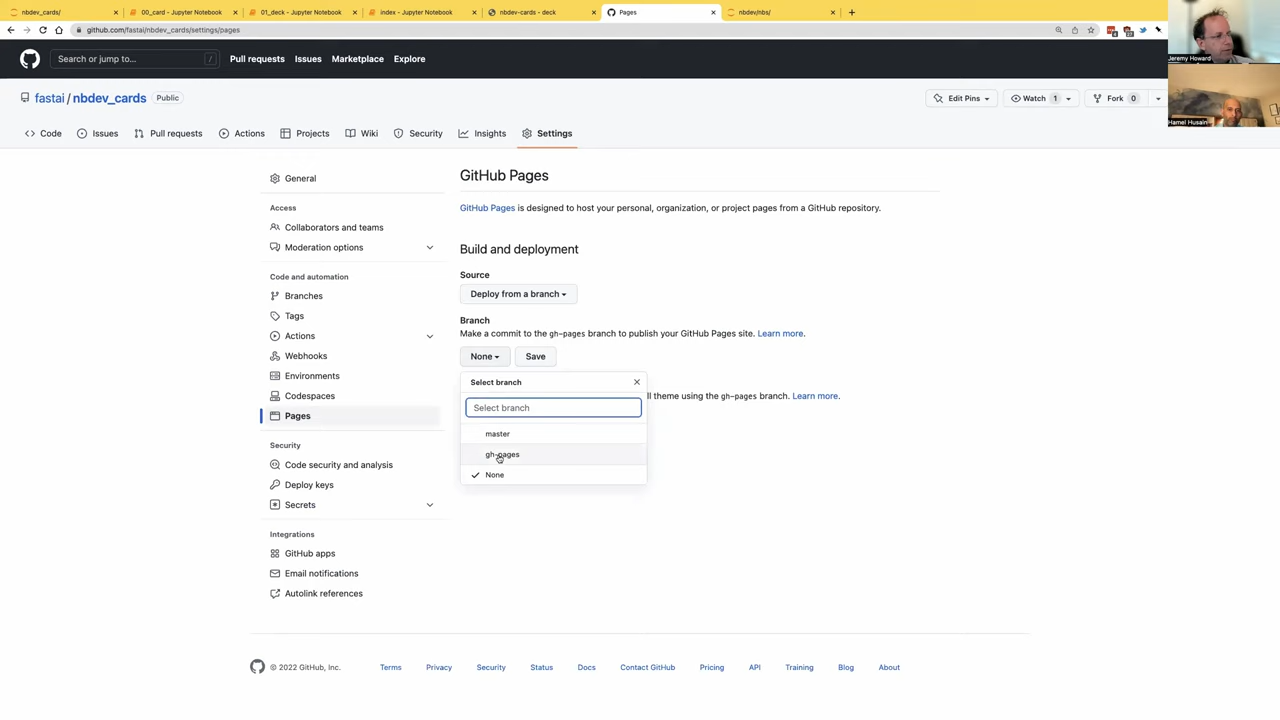 nbdev_cards/
00_card - Jupyter Notebook
01_deck - Jupyter Notebook
index - Jupyter Notebook
nbdev-cards - deck
Pages
nbdev/nbs/
github.com/fastai/nbdev_cards/settings/pages
Search or jump to...
/
Pull requests
Issues
Marketplace
Explore
Jeremy Howard
fastai / nbdev_cards
Public
Edit Pins
Watch 1
Fork 0
Hamel Husain
Code
Issues
Pull requests
Actions
Projects
Wiki
Security
Insights
Settings
General
Access
Collaborators and teams
Moderation options
Code and automation
Branches
Tags
Actions
Webhooks
Environments
Codespaces
Pages
Security
Code security and analysis
Deploy keys
Secrets
Integrations
GitHub apps
Email notifications
Autolink references
GitHub Pages
GitHub Pages is designed to host your personal, organization, or project pages from a GitHub repository.
Build and deployment
Source
Deploy from a branch
Branch
Make a commit to the gh-pages branch to publish your GitHub Pages site. Learn more.
None
Save
Select branch
ll theme using the gh-pages branch. Learn more.
Select branch
master
gh-pages
None
© 2022 GitHub, Inc.
Terms
Privacy
Security
Status
Docs
Contact GitHub
Pricing
API
Training
Blog
About